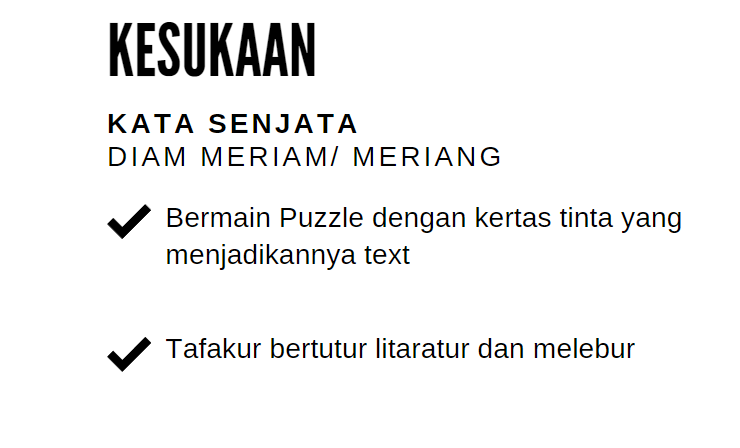 KESUKAAN
KATA SENJATA
DIAM MERIAM/ MERIANG
Bermain Puzzle dengan kertas tinta yang
menjadikannya text
Tafakur bertutur litaratur dan melebur